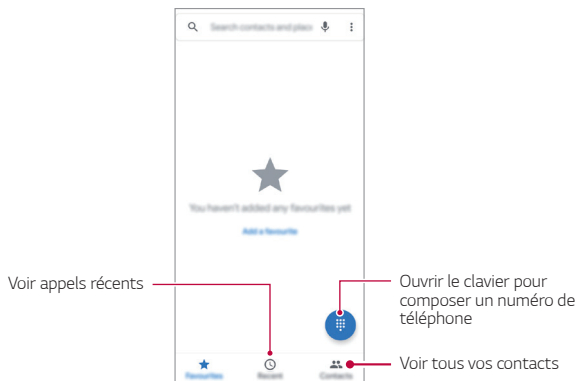 Search contacts and place
You haven't added any favourites yet
Add a favourite
Voir appels récents
Ouvrir le clavier pour
composer un numéro de
téléphone
Favourites
Recent
Contacts
Voir tous vos contacts